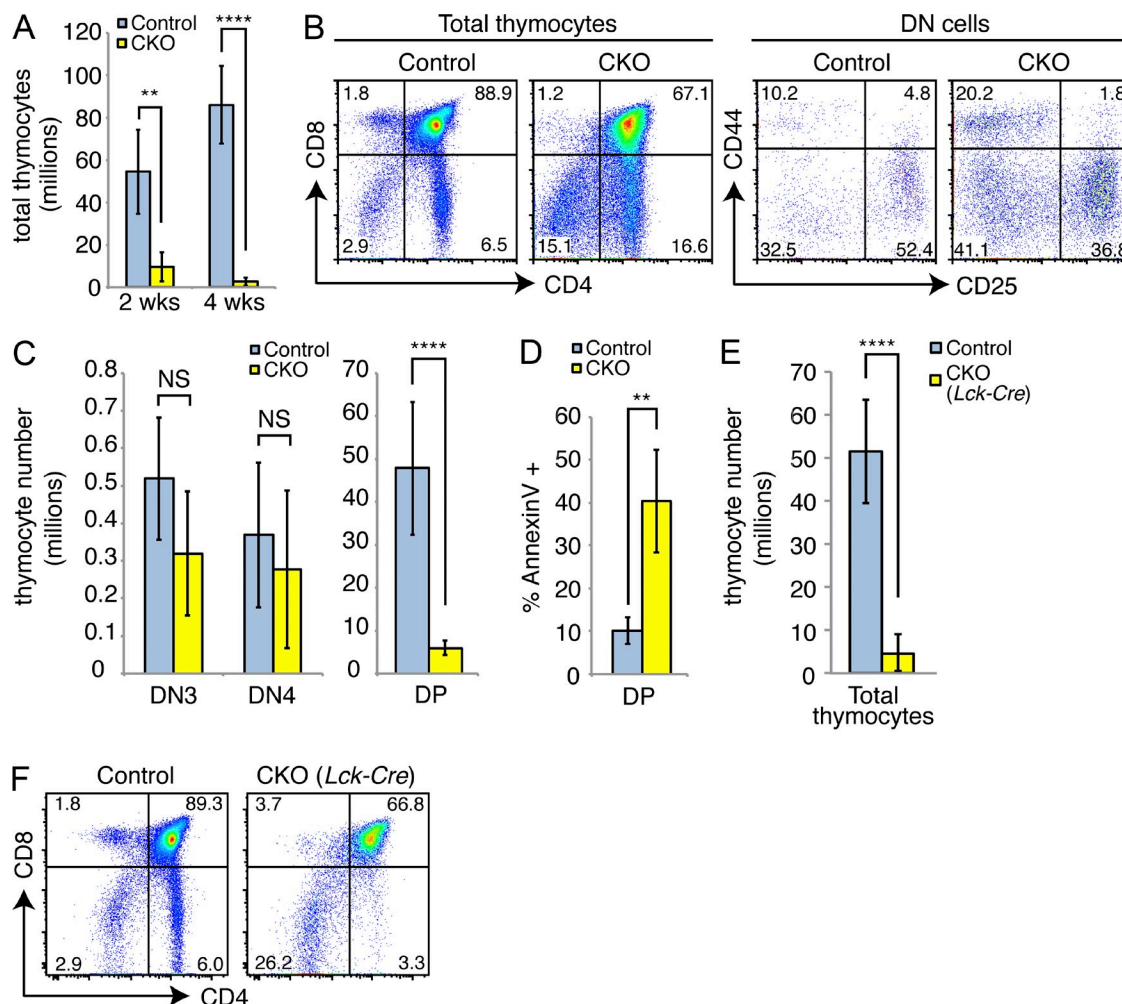 A
Control
CKO
120
100
80
60
40
20
0
total thymocytes
(millions)
**
****
2 wks
4 wks
B
Total thymocytes
DN cells
Control
CKO
Control
CKO
1.8
88.9
2.9
6.5
1.2
67.1
15.1
16.6
10.2
4.8
32.5
52.4
20.2
1.8
41.1
36.8
CD8
CD4
CD44
CD25
C
Control
CKO
0.8
0.7
0.6
0.5
0.4
0.3
0.2
0.1
0
thymocyte number
(millions)
NS
NS
DN3
DN4
70
60
50
40
30
20
10
0
****
DP
D
Control
CKO
60
50
40
30
20
10
0
% AnnexinV +
**
DP
E
Control
CKO
(Lck-Cre)
70
60
50
40
30
20
10
0
thymocyte number
(millions)
****
Total
thymocytes
F
Control
CKO (Lck-Cre)
1.8
89.3
2.9
6.0
3.7
66.8
26.2
3.3
CD8
CD4